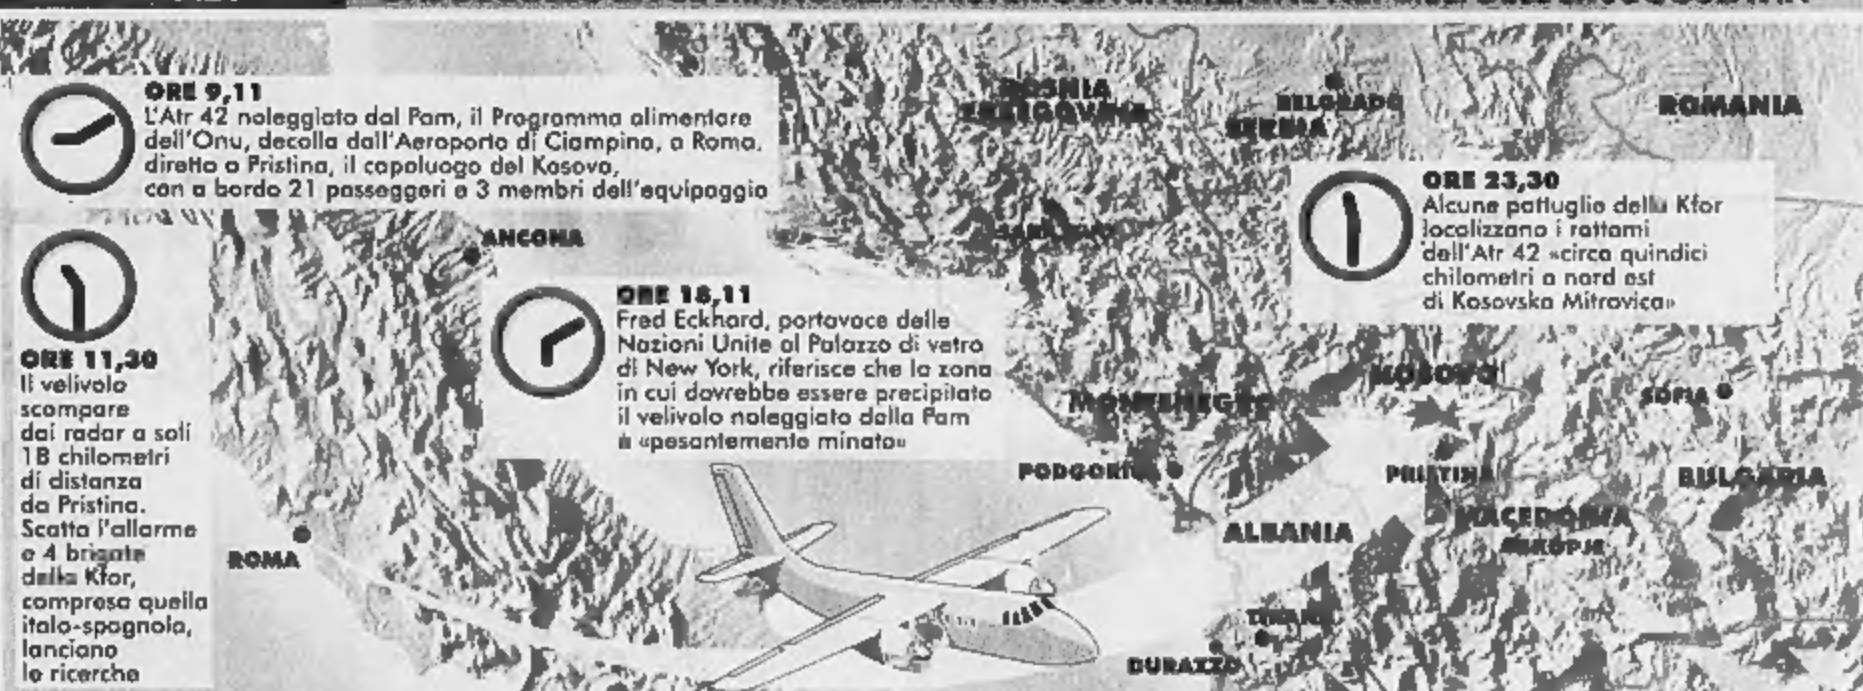 ORE 9,11
L'Atr 42 noleggiato dal Pam, il Programma alimentare
dell'Onu, decolla dall'Aeroporto di Ciampino, a Roma,
diretto a Pristina, il capoluogo del Kosovo,
con a bordo 21 passeggeri e 3 membri dell'equipaggio
ORE 11,30
Il velivolo
scompare
dai radar a soli
18 chilometri
di distanza
da Pristina.
Scatta l'allarme
e 4 brigate
della Kfor,
compresa quella
italo-spagnola,
lanciano
le ricerche
ORE 18,11
Fred Eckhard, portavoce delle
Nazioni Unite al Palazzo di vetro
di New York, riferisce che la zona
in cui dovrebbe essere precipitato
il velivolo noleggiato dalla Pam
è «pesantemente minato»
ORE 23,30
Alcune pattuglie della Kfor
localizzano i rottami
dell'Atr 42 «circa quindici
chilometri a nord est
di Kosovska Mitrovica»
ANCONA
ROMA
BOSNIA
ERZEGOVINA
BELGRADO
SERBIA
ROMANIA
KOSOVO
MONTENEGRO
SOFIA
PODGORICA
PRISTINA
BULGARIA
ALBANIA
MACEDONIA
SKOPJE
TIRANA
DURAZZO